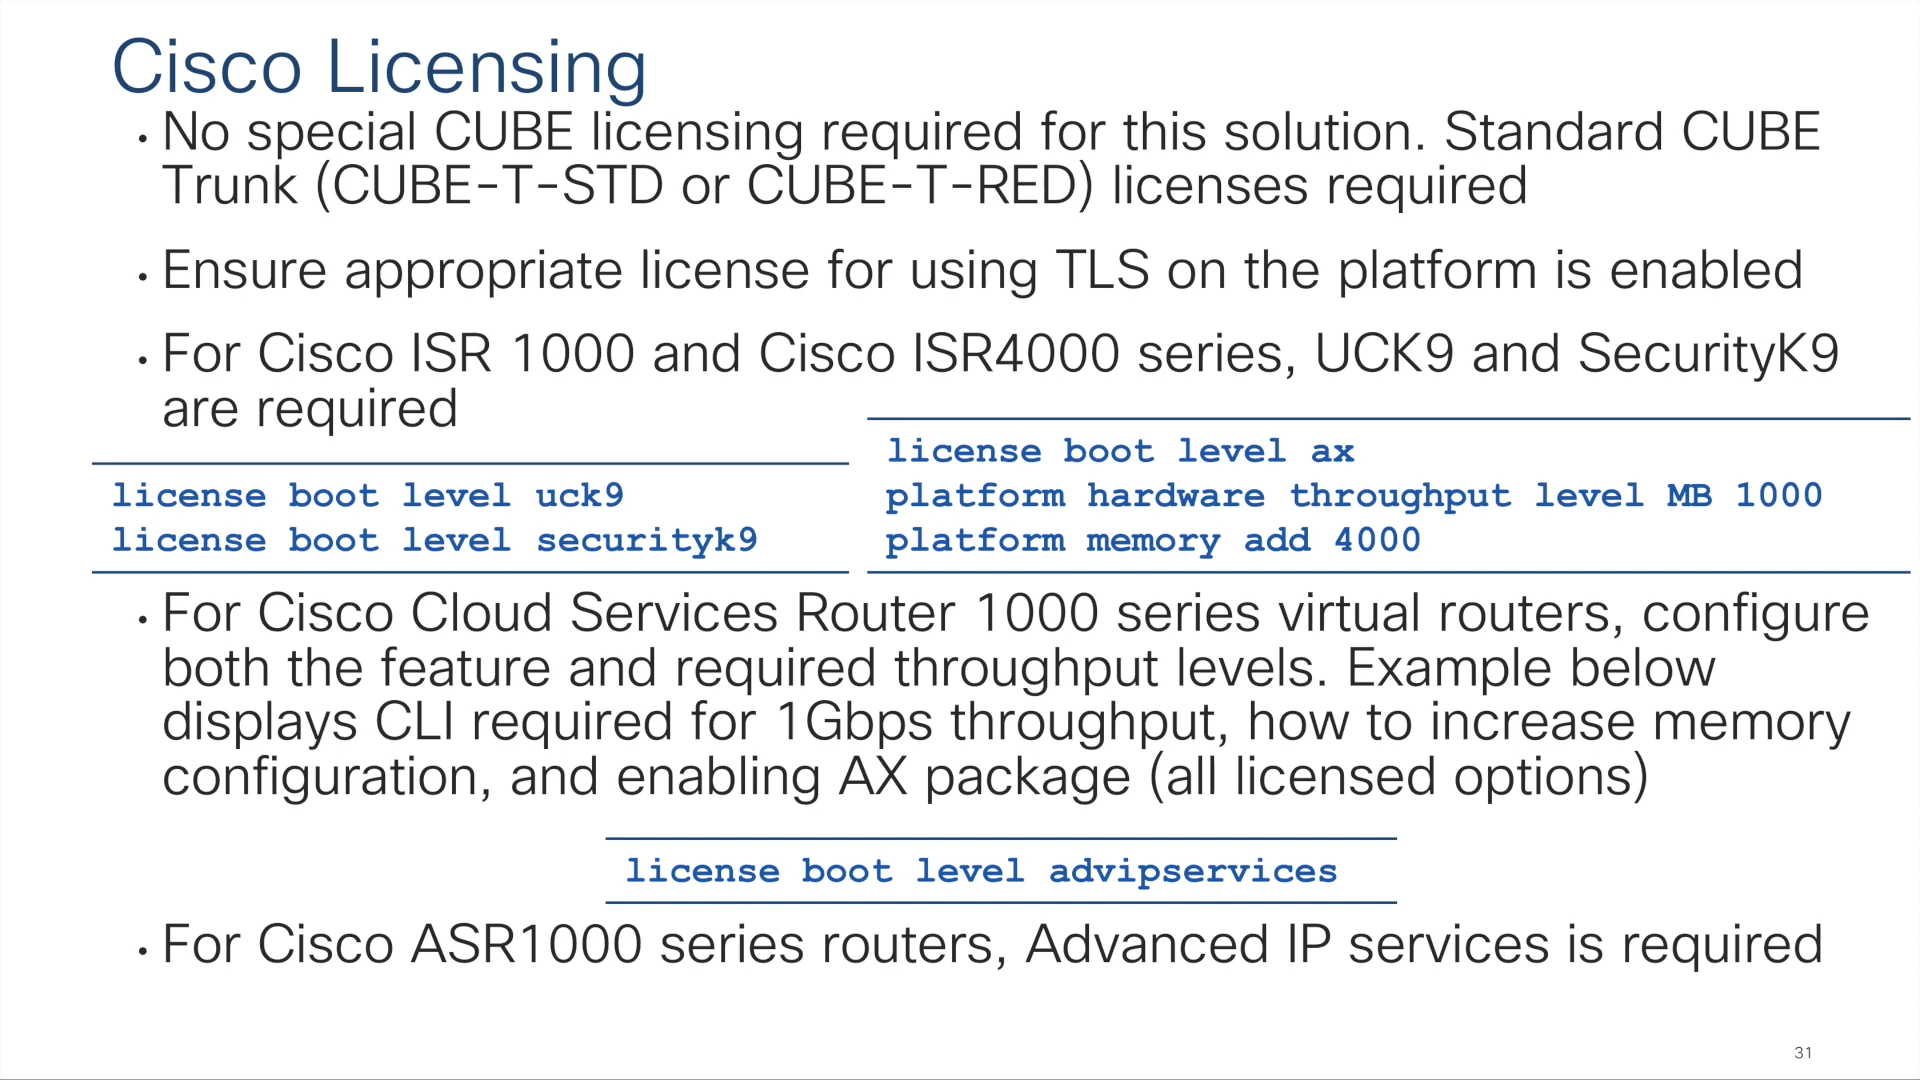 Cisco Licensing
• No special CUBE licensing required for this solution. Standard CUBE
Trunk (CUBE-T-STD or CUBE-T-RED) licenses required
• Ensure appropriate license for using TLS on the platform is enabled
• For Cisco ISR 1000 and Cisco ISR4000 series, UCK9 and SecurityK9
are required
license boot level uck9
license boot level securityk9
license boot level ax
platform hardware throughput level MB 1000
platform memory add 4000
• For Cisco Cloud Services Router 1000 series virtual routers, configure
both the feature and required throughput levels. Example below
displays CLI required for 1Gbps throughput, how to increase memory
configuration, and enabling AX package (all licensed options)
license boot level advipservices
• For Cisco ASR1000 series routers, Advanced IP services is required
31